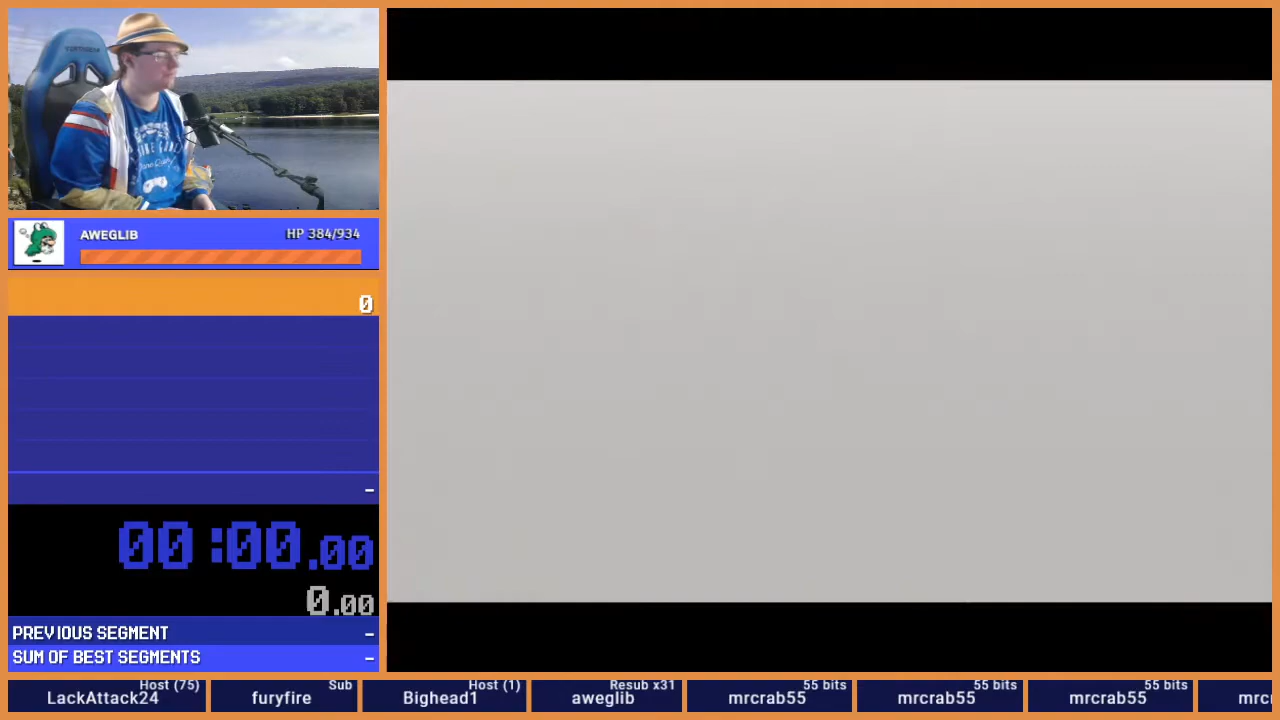 AWEGLIB HP 384/934
0
-
00:00.00
0.00
PREVIOUS SEGMENT -
SUM OF BEST SEGMENTS -
Host (75) Sub Host (1) Resub x31 55 bits 55 bits 55 bits
LackAttack24 furyfire Bighead1 aweglib mrcrab55 mrcrab55 mrcrab55 mrc